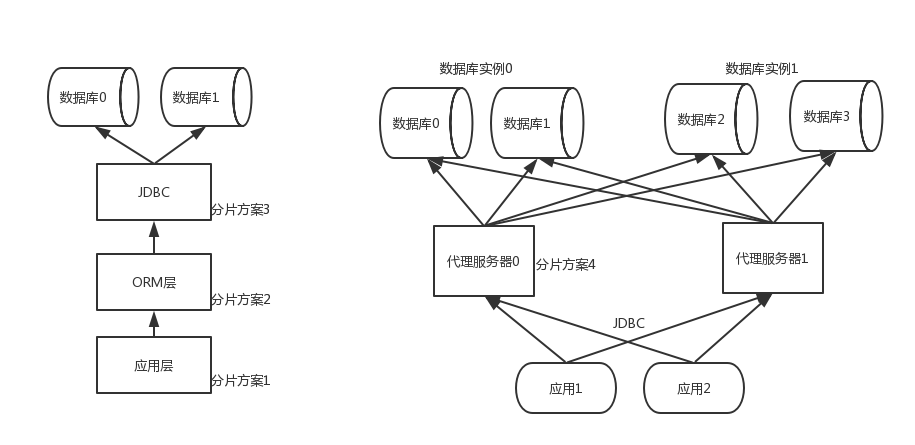 数据库0
数据库1
JDBC
分片方案3
ORM层
分片方案2
应用层
分片方案1
数据库实例0
数据库实例1
数据库0
数据库1
数据库2
数据库3
代理服务器0
分片方案4
代理服务器1
JDBC
应用1
应用2